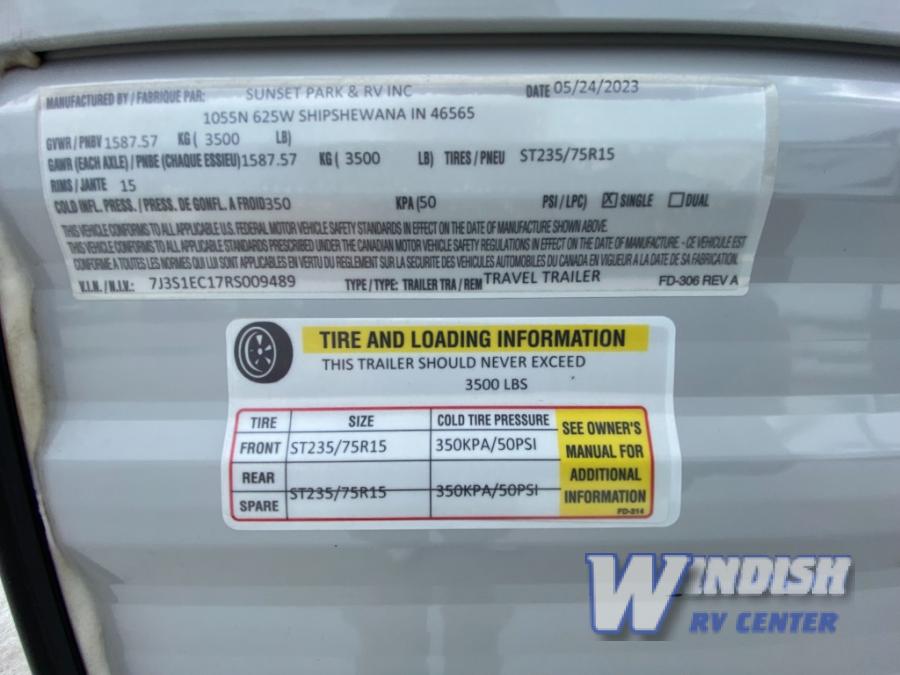 MANUFACTURED BY / FABRIQUE PAR: SUNSET PARK & RV INC DATE 05/24/2023
1055N 625W SHIPSHEWANA IN 46565
GVWR / PNBV 1587.57 KG ( 3500 LB)
GAWR (EACH AXLE) / PNBE (CHAQUE ESSIEU) 1587.57 KG ( 3500 LB) TIRES / PNEU ST235/75R15
RIMS / JANTE 15
COLD INFL. PRESS. / PRESS. DE GONFL. A FROID 350 KPA (50 PSI / LPC) X SINGLE DUAL
THIS VEHICLE CONFORMS TO ALL APPLICABLE U.S. FEDERAL MOTOR VEHICLE SAFETY STANDARDS IN EFFECT ON THE DATE OF MANUFACTURE SHOWN ABOVE.
THIS VEHICLE CONFORMS TO ALL APPLICABLE STANDARDS PRESCRIBED UNDER THE CANADIAN MOTOR VEHICLE SAFETY REGULATIONS IN EFFECT ON THE DATE OF MANUFACTURE. - CE VEHICULE EST
CONFORME A TOUTES LES NORMES QUI LUI SONT APPLICABLES EN VERTU DU REGLEMENT SUR LA SECURITE DES VEHICULES AUTOMOBILES DU CANADA EN VIGUEUR A LA DATE DE SA FABRICATION.
V.I.N. / N.I.V.: 7J3S1EC17RS009489 TYPE / TYPE: TRAILER TRA / REM TRAVEL TRAILER FD-306 REV A
TIRE AND LOADING INFORMATION
THIS TRAILER SHOULD NEVER EXCEED
3500 LBS
TIRE SIZE COLD TIRE PRESSURE
FRONT ST235/75R15 350KPA/50PSI
REAR
SPARE ST235/75R15 350KPA/50PSI
SEE OWNER'S
MANUAL FOR
ADDITIONAL
INFORMATION
FD-314
WINDISH
RV CENTER